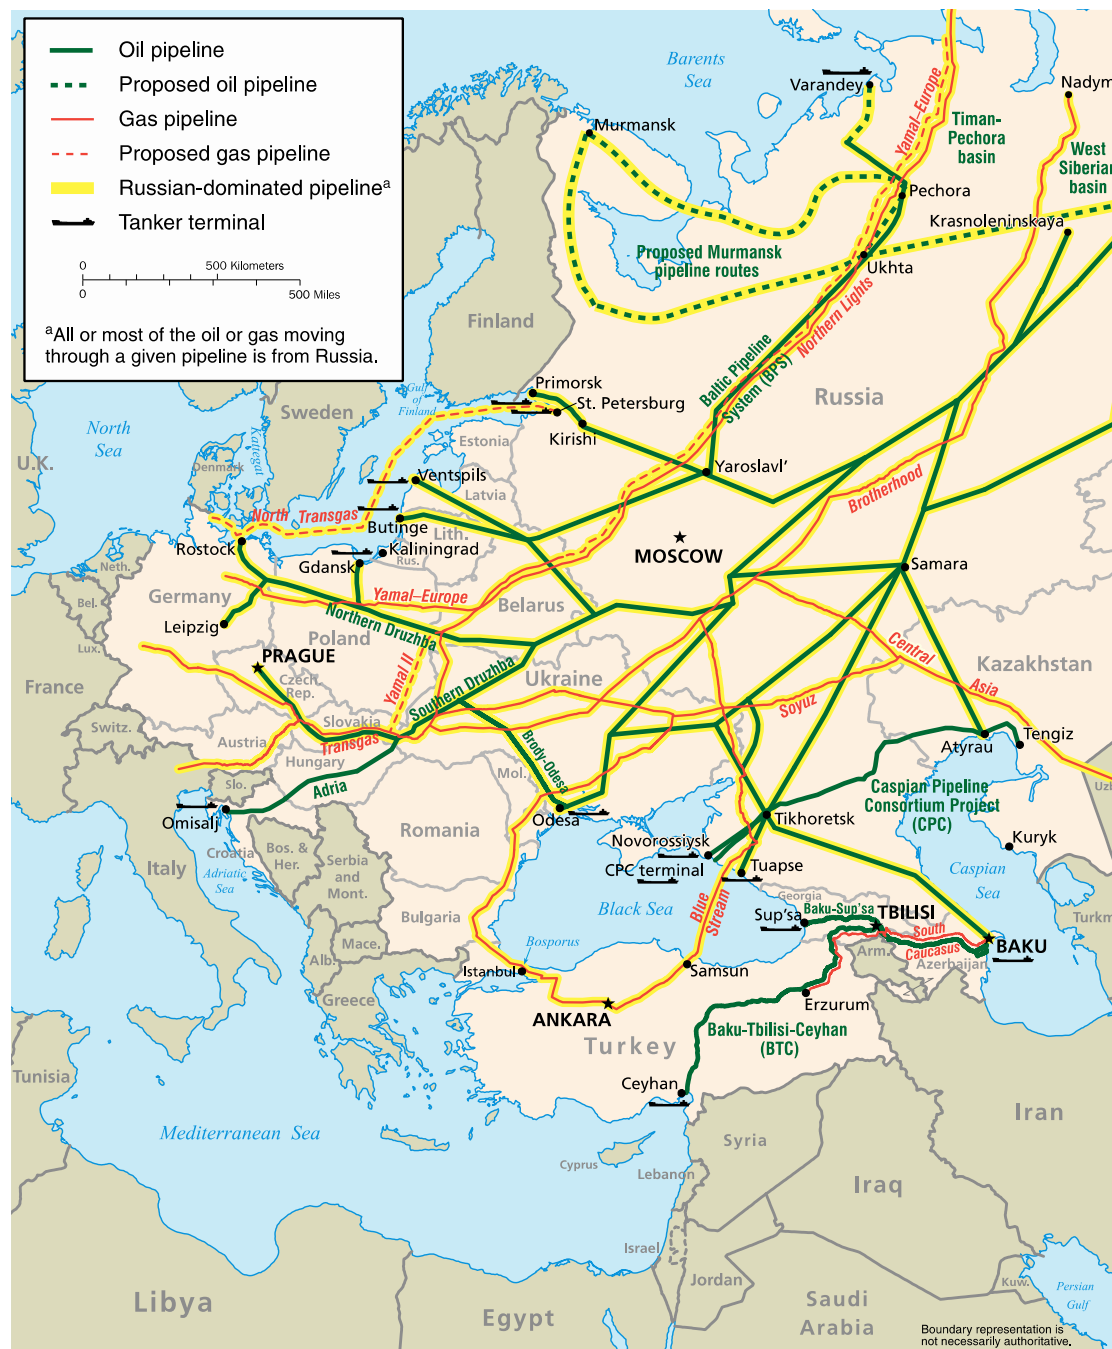 Oil pipeline
Proposed oil pipeline
Gas pipeline
Proposed gas pipeline
Russian-dominated pipelineª
Tanker terminal
0
500 Kilometers
0
500 Miles
ªAll or most of the oil or gas moving
through a given pipeline is from Russia.
Barents
Sea
Varandey
Yamal–Europe
Timan-
Pechora
basin
Nadym
West
Siberian
basin
Murmansk
Pechora
Krasnoleninskaya
Proposed Murmansk
pipeline routes
Ukhta
Northern Lights
Baltic Pipeline
System (BPS)
Finland
Gulf
of
Finland
Primorsk
St. Petersburg
Kirishi
Russia
Sweden
North
Sea
U.K.
Kattegat
Denmark
Estonia
Yaroslavl'
Ventspils
Latvia
Brotherhood
North Transgas
Butinge
Lith.
Rostock
Kaliningrad
Rus.
Gdansk
MOSCOW
Samara
Neth.
Germany
Yamal–Europe
Belarus
Bel.
Northern Druzhba
Leipzig
Poland
Lux.
PRAGUE
Czech
Rep.
Yamal II
Southern Druzhba
Ukraine
Central
Asia
Kazakhstan
France
Soyuz
Switz.
Slovakia
Austria
Transgas
Hungary
Brody-Odesa
Atyrau
Tengiz
Slo.
Adria
Mol.
Caspian Pipeline
Consortium Project
(CPC)
Uzb
Omisalj
Odesa
Tikhoretsk
Romania
Novorossiysk
Kuryk
Italy
Croatia
Bos. &
Her.
Serbia
and
Mont.
CPC terminal
Tuapse
Adriatic
Sea
Caspian
Sea
Georgia
Black Sea
Blue
Stream
Bulgaria
Sup'sa
Baku-Sup'sa
TBILISI
South
Caucasus
BAKU
Turkm
Mace.
Bosporus
Alb.
Arm.
Azerbaijan
Istanbul
Samsun
Greece
Erzurum
ANKARA
Baku-Tbilisi-Ceyhan
(BTC)
Turkey
Tunisia
Ceyhan
Iran
Mediterranean Sea
Syria
Cyprus
Lebanon
Iraq
Israel
Jordan
Kuw.
Persian
Gulf
Libya
Egypt
Saudi
Arabia
Boundary representation is
not necessarily authoritative.